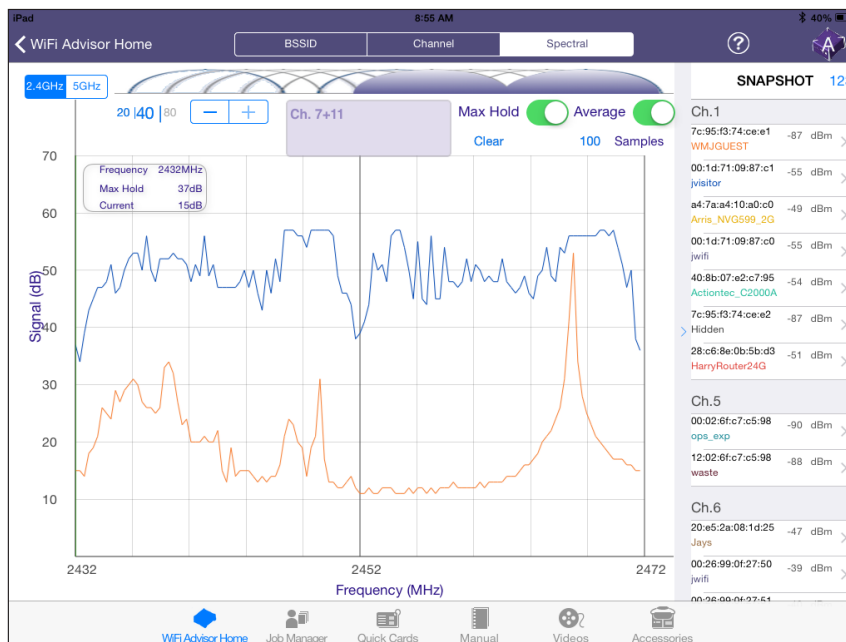 iPad 8:55 AM 40%
WiFi Advisor Home BSSID Channel Spectral ? A
2.4GHz 5GHz SNAPSHOT
20 |40| 80 − + Ch. 7+11 Max Hold Average
Clear 100 Samples
Frequency 2432MHz
Max Hold 37dB
Current 15dB
70
60
50
40
30
20
10
Signal (dB)
2432 2452 2472
Frequency (MHz)
Ch.1
7c:95:f3:74:ce:e1 -87 dBm
WMJGUEST
00:1d:71:09:87:c1 -55 dBm
jvisitor
a4:7a:a4:10:a0:c0 -49 dBm
Arris_NVG599_2G
00:1d:71:09:87:c0 -55 dBm
jwifi
40:8b:07:e2:c7:95 -54 dBm
Actiontec_C2000A
7c:95:f3:74:ce:e2 -87 dBm
Hidden
28:c6:8e:0b:5b:d3 -51 dBm
HarryRouter24G
Ch.5
00:02:6f:c7:c5:98 -90 dBm
ops_exp
12:02:6f:c7:c5:98 -88 dBm
waste
Ch.6
20:e5:2a:08:1d:25 -47 dBm
Jays
00:26:99:0f:27:50 -39 dBm
jwifi
00:26:99:0f:27:51
WiFi Advisor Home Job Manager Quick Cards Manual Videos Accessories